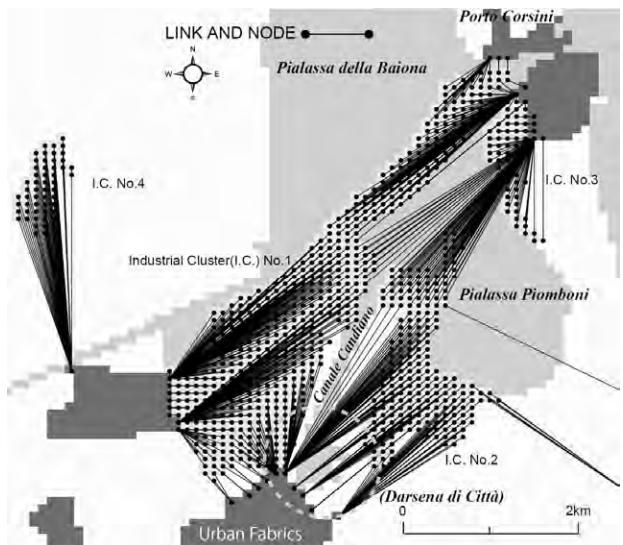 Porto Corsini
LINK AND NODE
Pialassa della Baiona
N
W E
S
I.C. No.4
I.C. No.3
Industrial Cluster(I.C.) No.1
Pialassa Piomboni
Canale Candiano
I.C. No.2
(Darsena di Città)
Urban Fabrics
0 2km